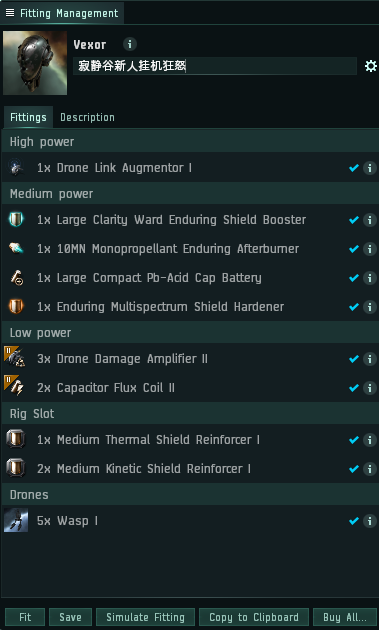 Fitting Management
Vexor
寂静谷新人挂机狂怒
Fittings Description
High power
1x Drone Link Augmentor I
Medium power
1x Large Clarity Ward Enduring Shield Booster
1x 10MN Monopropellant Enduring Afterburner
1x Large Compact Pb-Acid Cap Battery
1x Enduring Multispectrum Shield Hardener
Low power
3x Drone Damage Amplifier II
2x Capacitor Flux Coil II
Rig Slot
1x Medium Thermal Shield Reinforcer I
2x Medium Kinetic Shield Reinforcer I
Drones
5x Wasp I
Fit Save Simulate Fitting Copy to Clipboard Buy All...